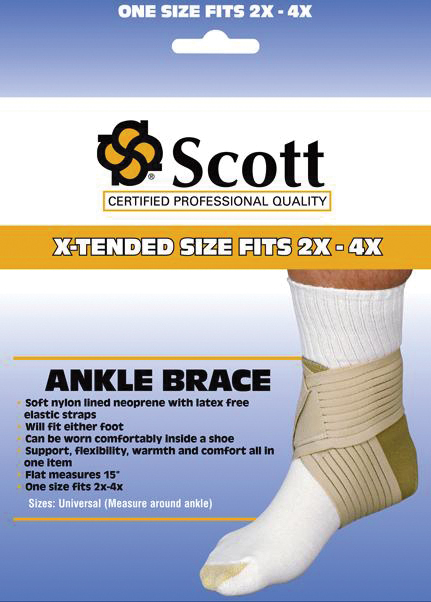 ONE SIZE FITS 2X - 4X
Scott
®
CERTIFIED PROFESSIONAL QUALITY
X-TENDED SIZE FITS 2X - 4X
ANKLE BRACE
• Soft nylon lined neoprene with latex free
elastic straps
• Will fit either foot
• Can be worn comfortably inside a shoe
• Support, flexibility, warmth and comfort all in
one item
• Flat measures 15"
• One size fits 2x-4x
Sizes: Universal (Measure around ankle)